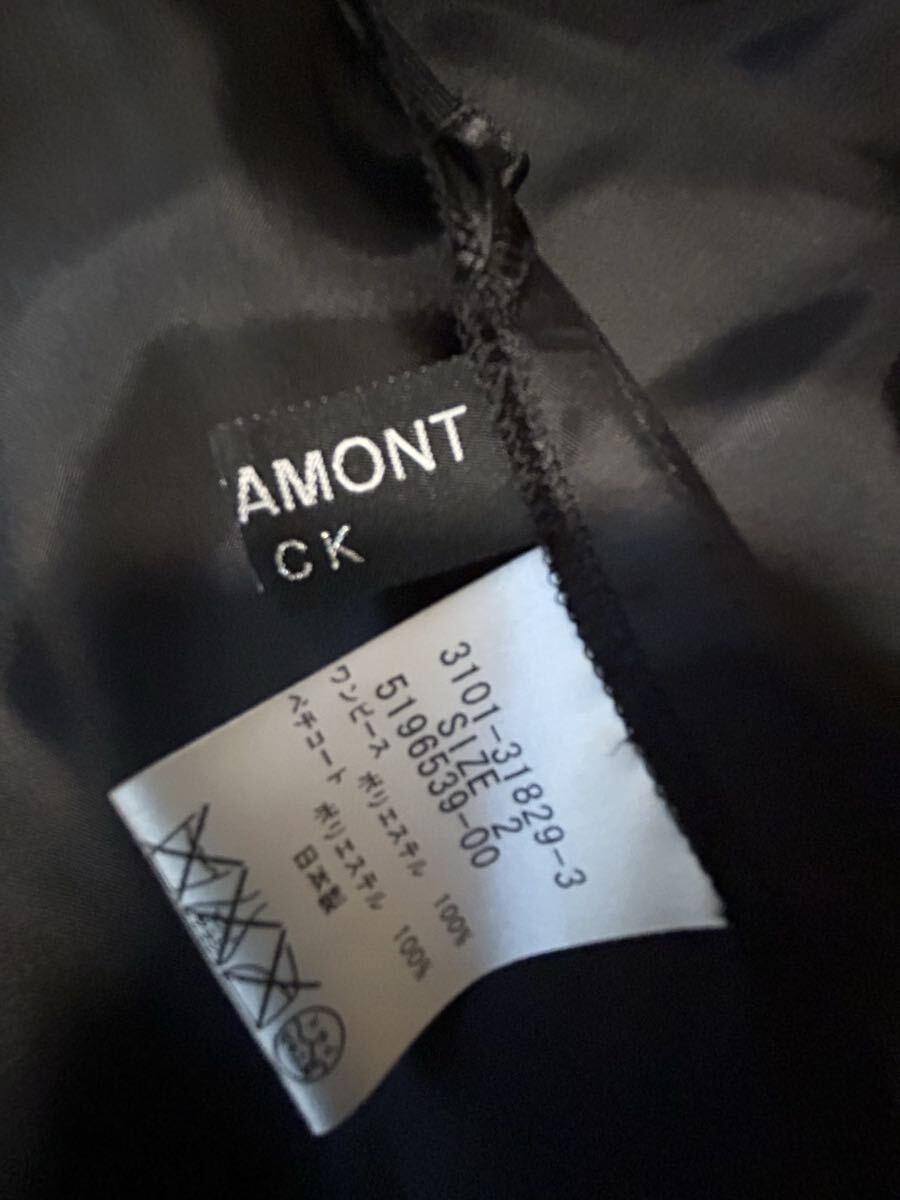 AMONT
CK
3101-31829-3
SIZE 2
5196539-00
ワンピース ポリエステル 100%
ペチコート ポリエステル 100%
日本製